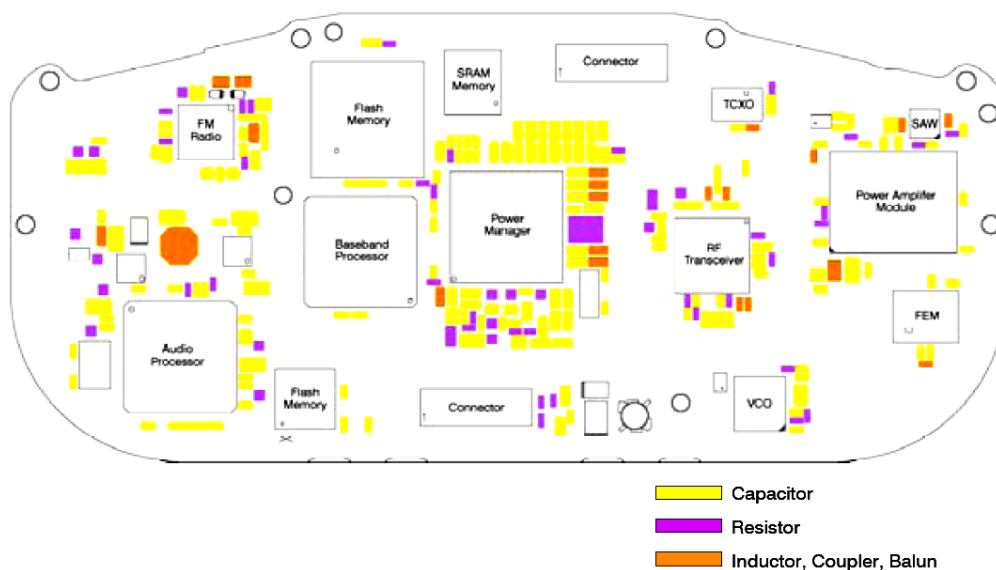 SRAM
Memory
Connector
Flash
Memory
TCXO
FM
Radio
SAW
Power Amplifer
Module
Power
Manager
Baseband
Processor
RF
Transceiver
FEM
Audio
Processor
Flash
Memory
Connector
VCO
Capacitor
Resistor
Inductor, Coupler, Balun